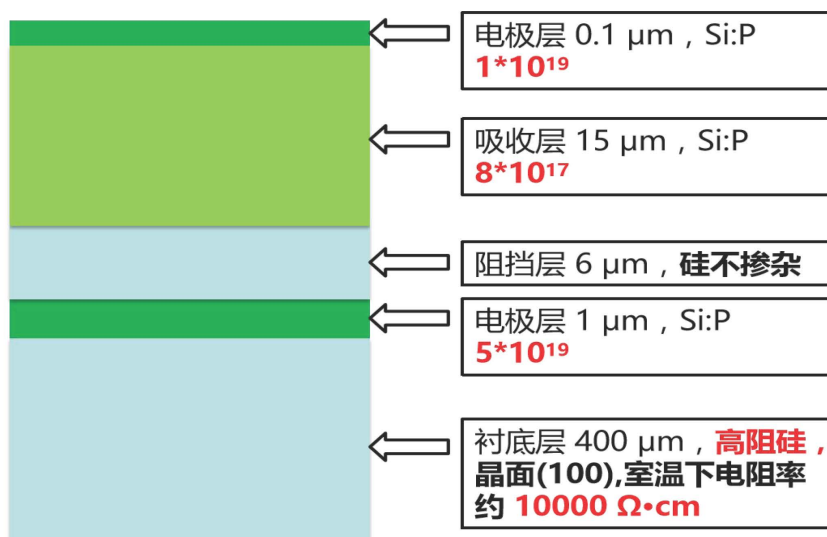 电极层 0.1 μm，Si:P
1*10¹⁹
吸收层 15 μm，Si:P
8*10¹⁷
阻挡层 6 μm，硅不掺杂
电极层 1 μm，Si:P
5*10¹⁹
衬底层 400 μm，高阻硅，
晶面(100),室温下电阻率
约 10000 Ω•cm